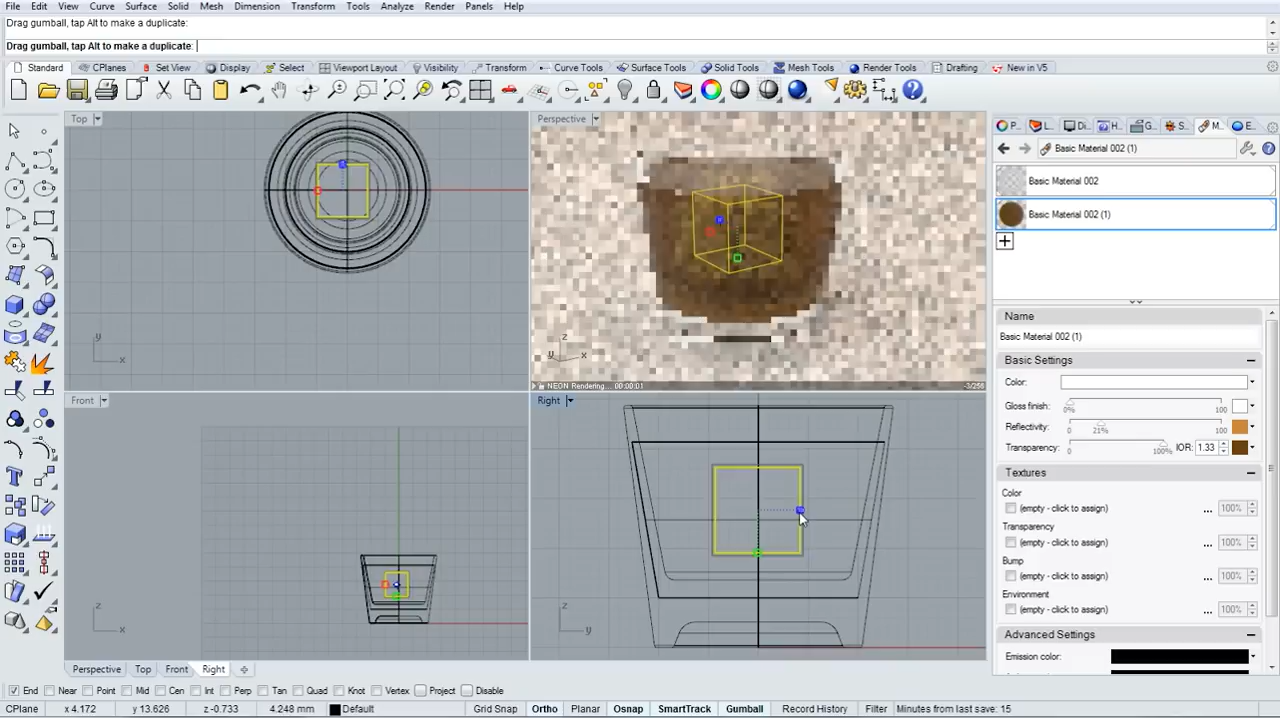 File Edit View Curve Surface Solid Mesh Dimension Transform Tools Analyze Render Panels Help
Drag gumball, tap Alt to make a duplicate:
Drag gumball, tap Alt to make a duplicate:
Standard CPlanes Set View Display Select Viewport Layout Visibility Transform Curve Tools Surface Tools Solid Tools Mesh Tools Render Tools Drafting New in V5
Top
y
x
Perspective
z
y x
NEON Rendering... 00:00:01 -3/256
Front
z
x
Right
z
y
P... L... Di... H... G... S... M... E...
Basic Material 002 (1)
Basic Material 002
Basic Material 002 (1)
Name
Basic Material 002 (1)
Basic Settings
Color:
Gloss finish: 0% 100
Reflectivity: 0 21% 100
Transparency: 0 100% IOR: 1.33
Textures
Color
(empty - click to assign) ... 100%
Transparency
(empty - click to assign) ... 100%
Bump
(empty - click to assign) ... 100%
Environment
(empty - click to assign) ... 100%
Advanced Settings
Emission color:
Perspective Top Front Right
End Near Point Mid Cen Int Perp Tan Quad Knot Vertex Project Disable
CPlane x 4.172 y 13.626 z -0.733 4.248 mm Default Grid Snap Ortho Planar Osnap SmartTrack Gumball Record History Filter Minutes from last save: 15